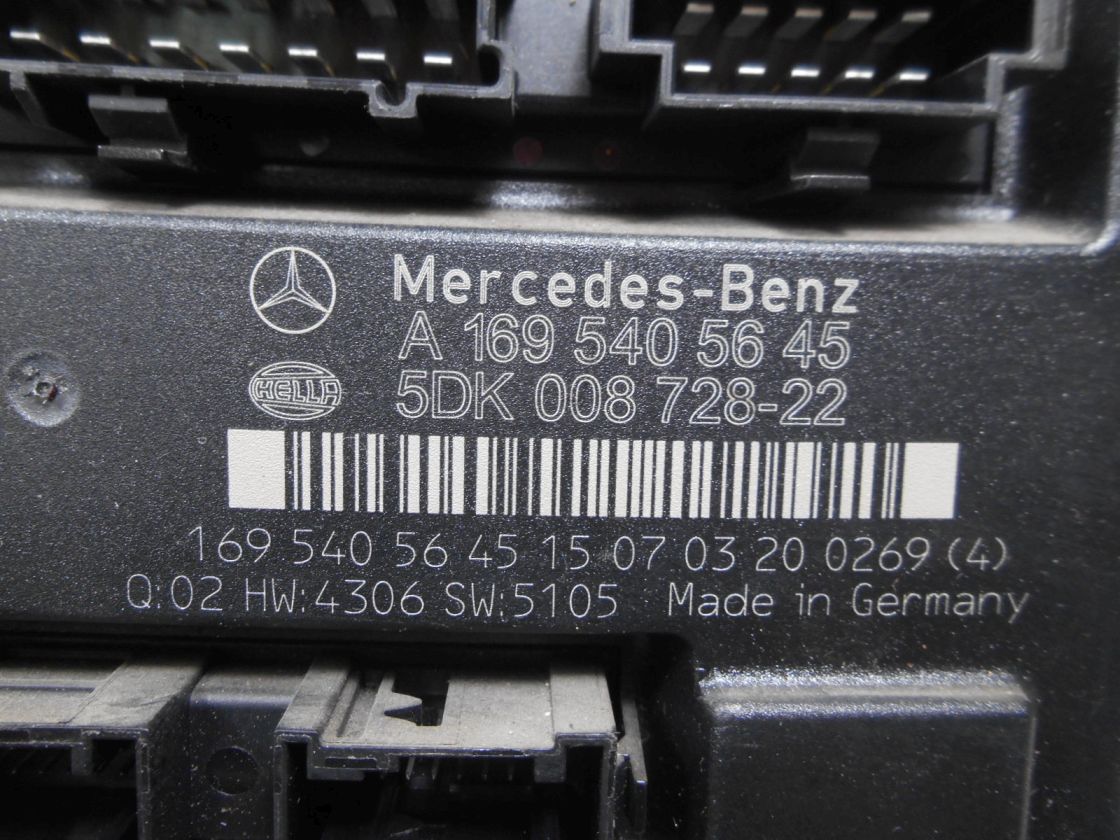 Mercedes-Benz
A 169 540 56 45
HELLA
5DK 008 728-22
169 540 56 45 15 07 03 20 0269 (4)
Q:02 HW:4306 SW:5105 Made in Germany